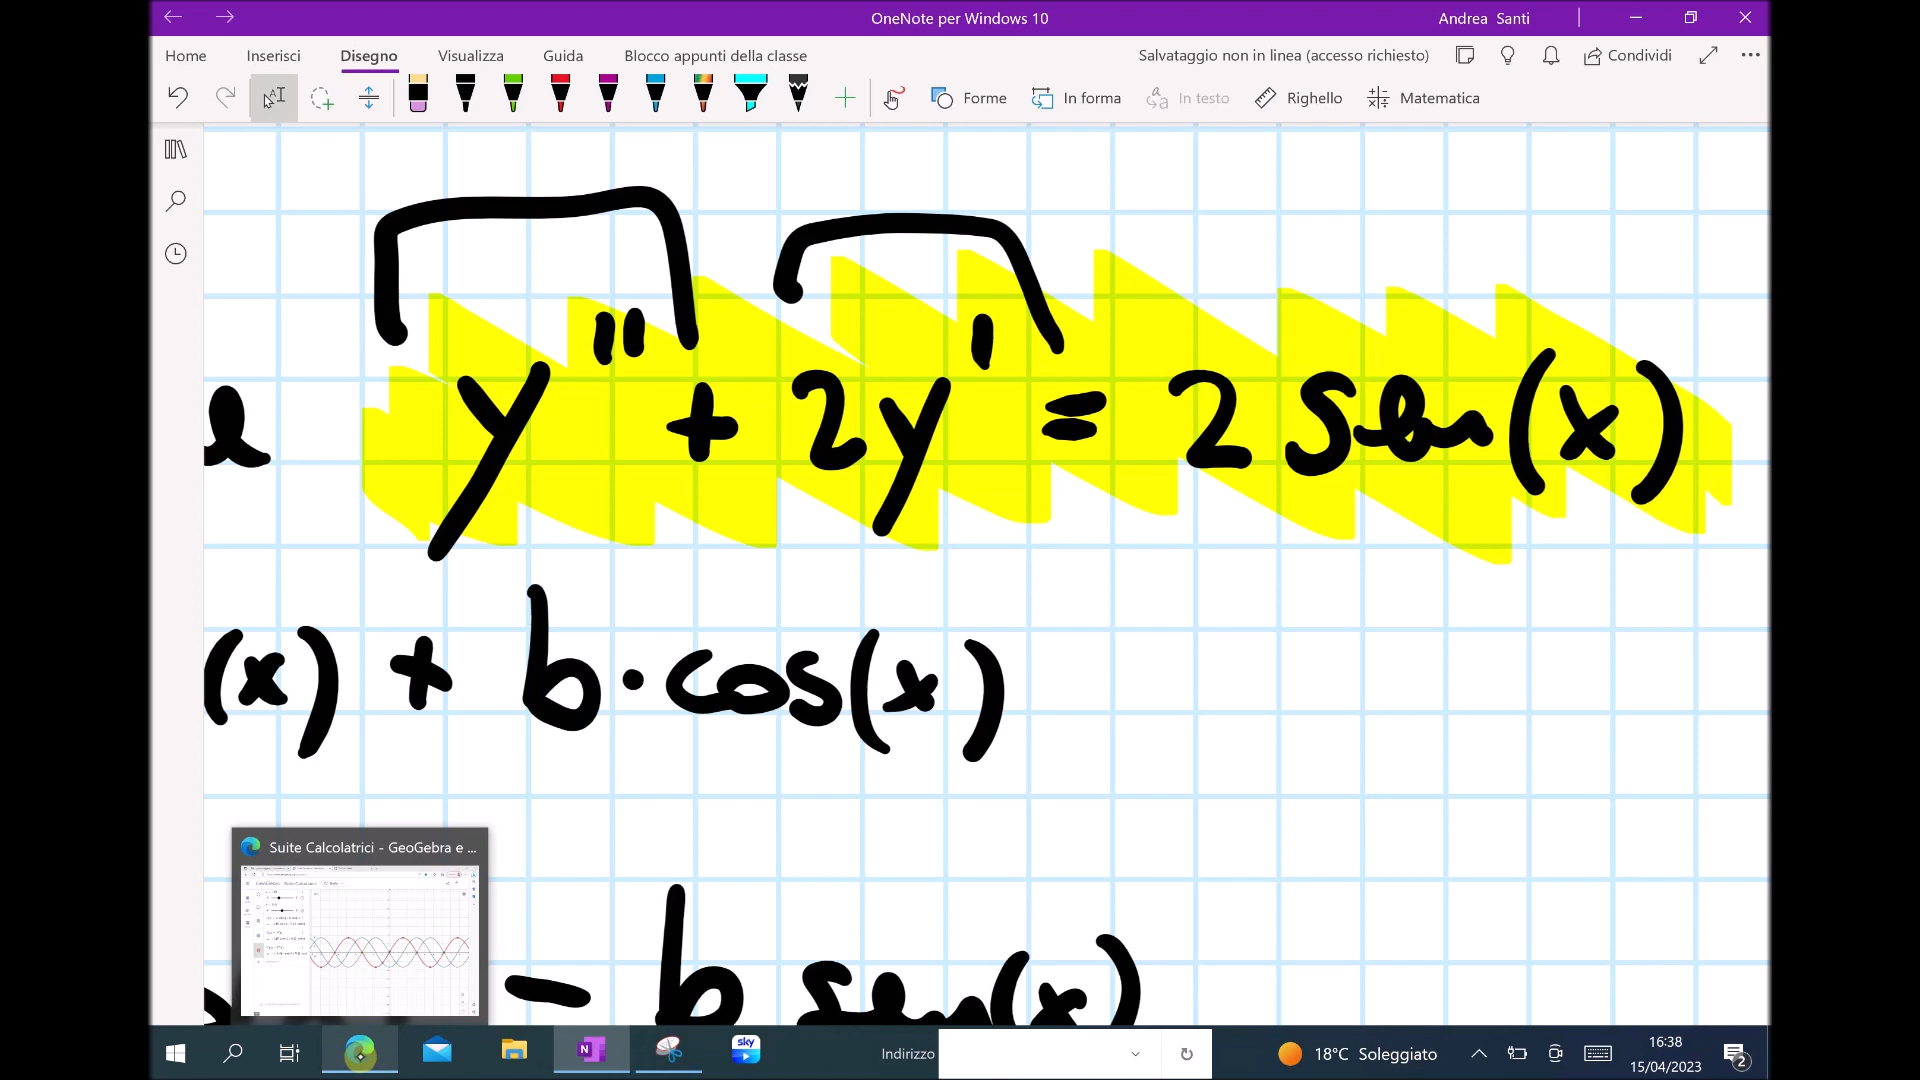 OneNote per Windows 10
Andrea Santi
Home Inserisci Disegno Visualizza Guida Blocco appunti della classe
Salvataggio non in linea (accesso richiesto)
Condividi
Forme In forma In testo Righello Matematica
e y'' + 2y' = 2 sen(x)
(x) + b · cos(x)
- b sen(x)
Suite Calcolatrici - GeoGebra e ...
sky
Indirizzo
18°C Soleggiato
16:38
15/04/2023
2